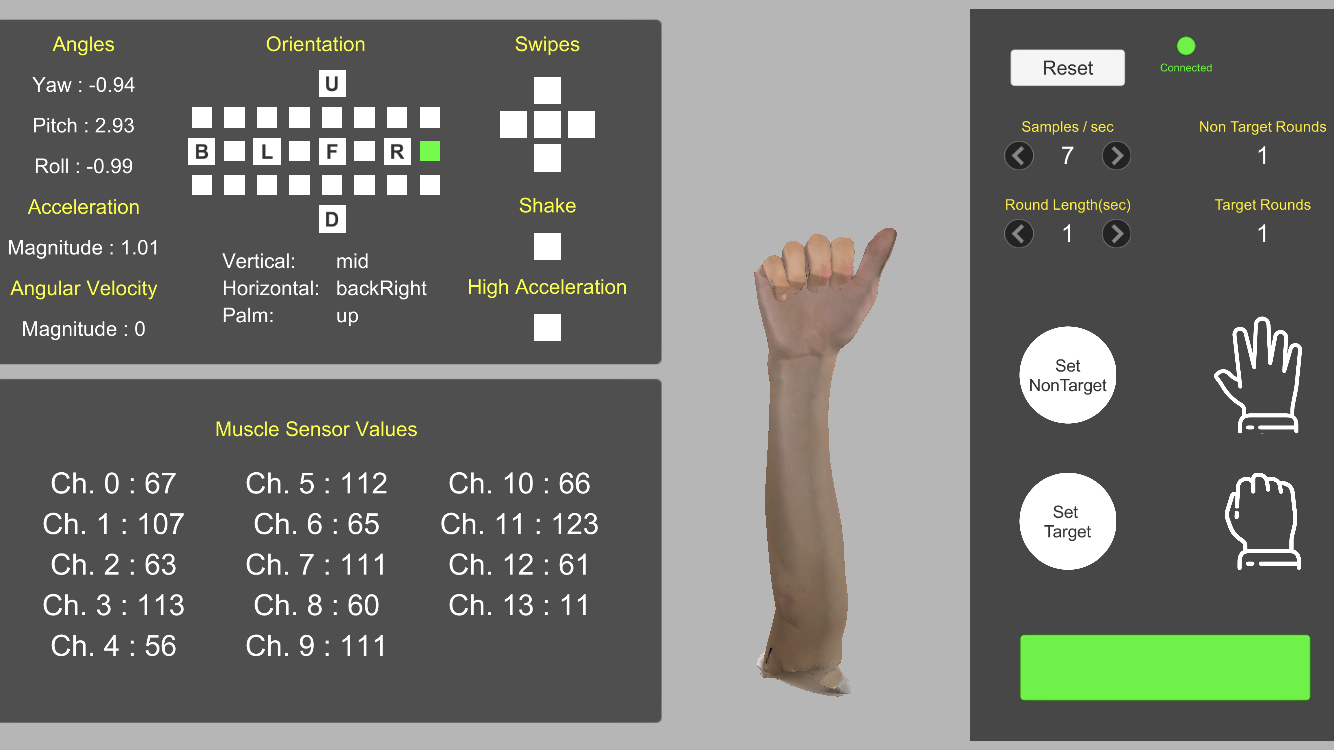 Angles
Yaw : -0.94
Pitch : 2.93
Roll : -0.99
Acceleration
Magnitude : 1.01
Angular Velocity
Magnitude : 0
Orientation
U
B L F R
D
Vertical: mid
Horizontal: backRight
Palm: up
Swipes
Shake
High Acceleration
Muscle Sensor Values
Ch. 0 : 67
Ch. 1 : 107
Ch. 2 : 63
Ch. 3 : 113
Ch. 4 : 56
Ch. 5 : 112
Ch. 6 : 65
Ch. 7 : 111
Ch. 8 : 60
Ch. 9 : 111
Ch. 10 : 66
Ch. 11 : 123
Ch. 12 : 61
Ch. 13 : 11
Reset
Connected
Samples / sec
7
Non Target Rounds
1
Round Length(sec)
1
Target Rounds
1
Set
NonTarget
Set
Target